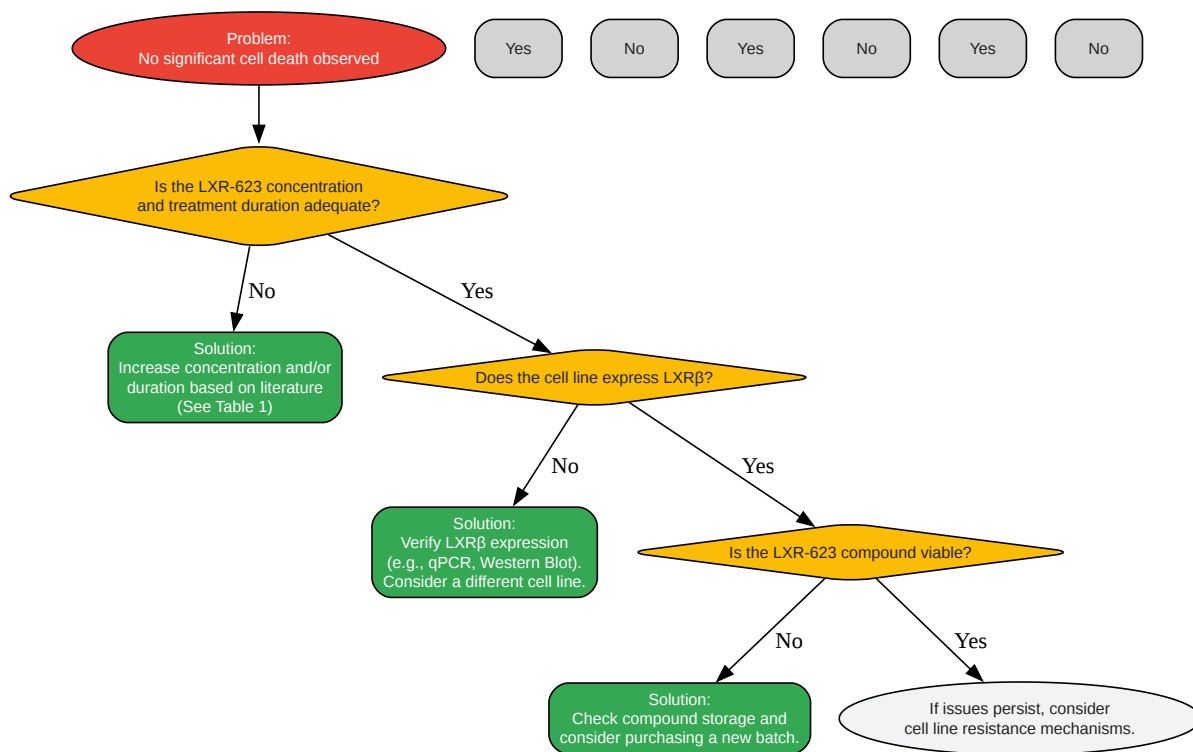 Problem:
No significant cell death observed
Yes
No
Yes
No
Yes
No
Is the LXR-623 concentration
and treatment duration adequate?
No
Yes
Solution:
Increase concentration and/or
duration based on literature
(See Table 1)
Does the cell line express LXRβ?
No
Yes
Solution:
Verify LXRβ expression
(e.g., qPCR, Western Blot).
Consider a different cell line.
Is the LXR-623 compound viable?
No
Yes
Solution:
Check compound storage and
consider purchasing a new batch.
If issues persist, consider
cell line resistance mechanisms.